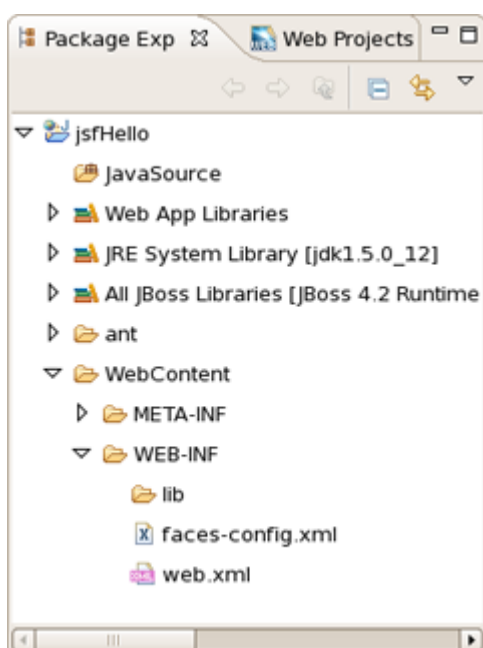 Package Exp Web Projects
jsfHello
JavaSource
Web App Libraries
JRE System Library [jdk1.5.0_12]
All JBoss Libraries [JBoss 4.2 Runtime
ant
WebContent
META-INF
WEB-INF
lib
faces-config.xml
web.xml